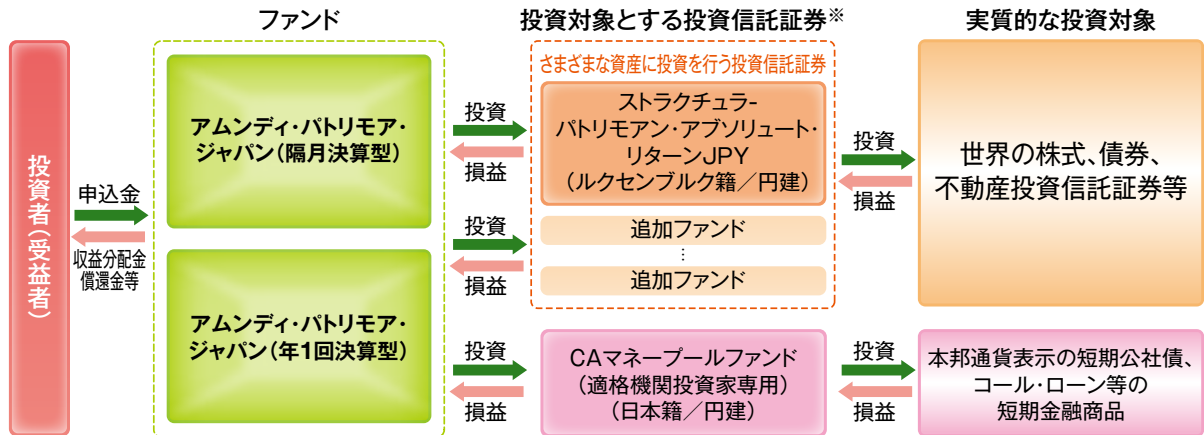 ファンド
投資対象とする投資信託証券※
実質的な投資対象
投資者（受益者）
申込金
収益分配金
償還金等
アムンディ・パトリモア・
ジャパン（隔月決算型）
アムンディ・パトリモア・
ジャパン（年1回決算型）
投資
損益
投資
損益
投資
損益
さまざまな資産に投資を行う投資信託証券
ストラクチュラ-
パトリモアン・アブソリュート・
リターンJPY
（ルクセンブルク籍／円建）
追加ファンド
⋮
追加ファンド
CAマネープールファンド
（適格機関投資家専用）
（日本籍／円建）
投資
損益
投資
損益
世界の株式、債券、
不動産投資信託証券等
本邦通貨表示の短期公社債、
コール・ローン等の
短期金融商品